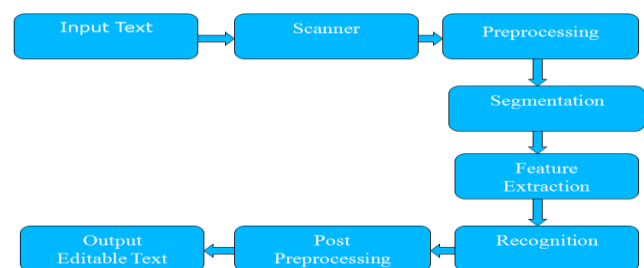 Input Text
Scanner
Preprocessing
Segmentation
Feature
Extraction
Recognition
Post
Preprocessing
Output
Editable Text